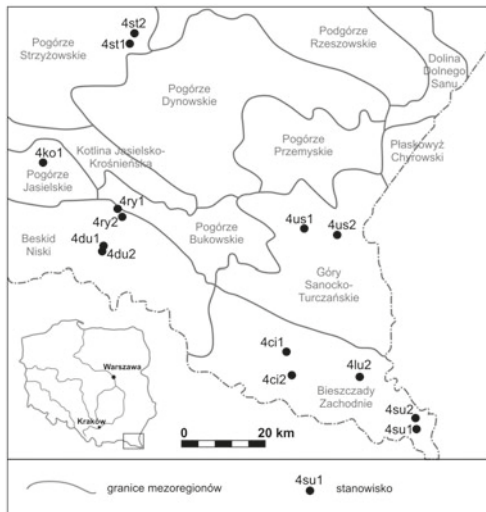 4st2
4st1
Pogórze
Strzyżowskie
Podgórze
Rzeszowskie
Dolina
Dolnego
Sanu
Pogórze
Dynowskie
Pogórze
Przemyskie
Płaskowyż
Chyrowski
Kotlina Jasielsko-
Krośnieńska
4ko1
Pogórze
Jasielskie
4ry1
4ry2
Pogórze
Bukowskie
4us1
4us2
Beskid
Niski
4du1
4du2
Góry
Sanocko-
Turczańskie
4ci1
4ci2
4lu2
Bieszczady
Zachodnie
4su2
4su1
Warszawa
Kraków
0 20 km
granice mezoregionów
4su1
stanowisko